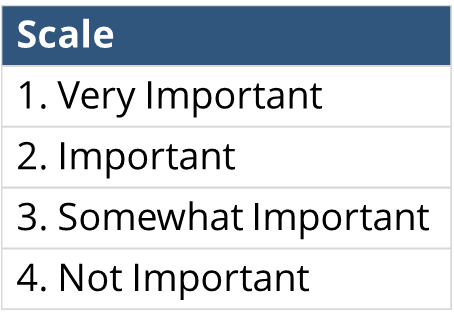 Scale
1. Very Important
2. Important
3. Somewhat Important
4. Not Important